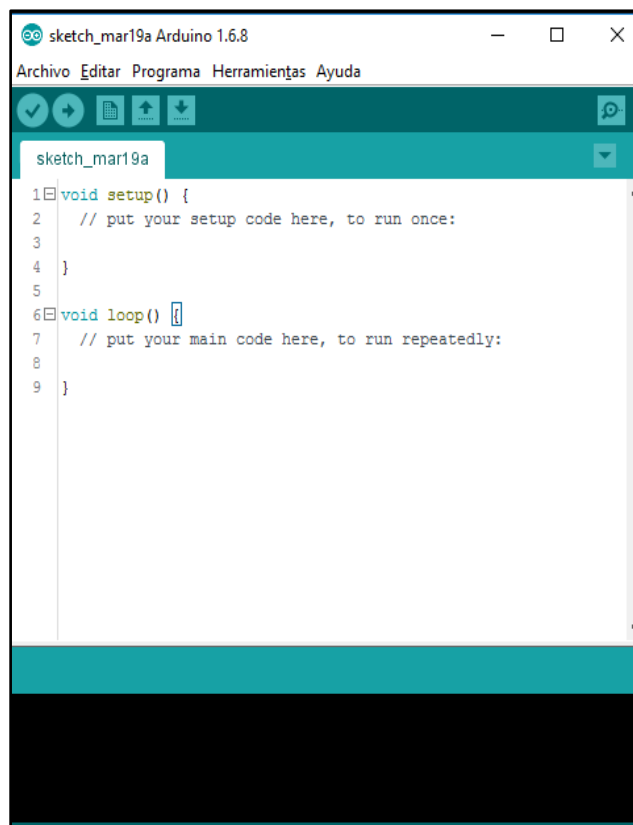 sketch_mar19a Arduino 1.6.8
Archivo Editar Programa Herramientas Ayuda
sketch_mar19a
1 void setup() {
2 // put your setup code here, to run once:
3
4 }
5
6 void loop() {
7 // put your main code here, to run repeatedly:
8
9 }